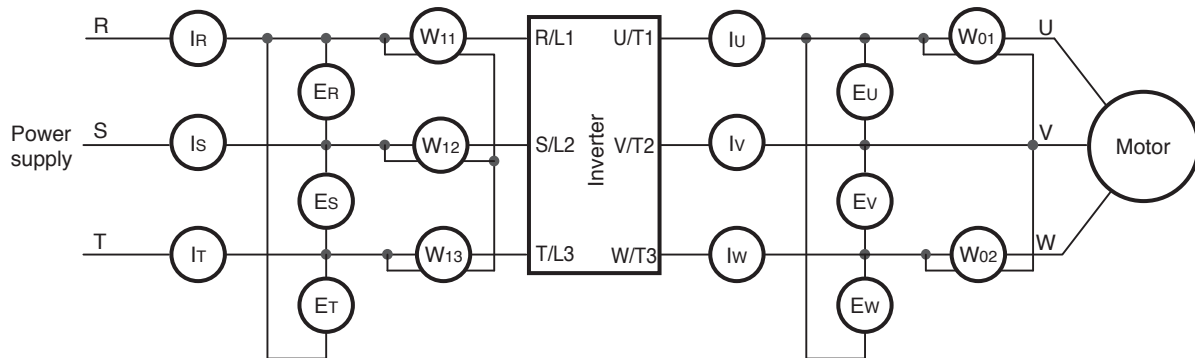 R
IR
W11
R/L1
U/T1
IU
W01
U
ER
EU
Power
supply
S
IS
W12
S/L2
Inverter
V/T2
IV
V
Motor
ES
EV
T
IT
W13
T/L3
W/T3
IW
W02
W
ET
EW